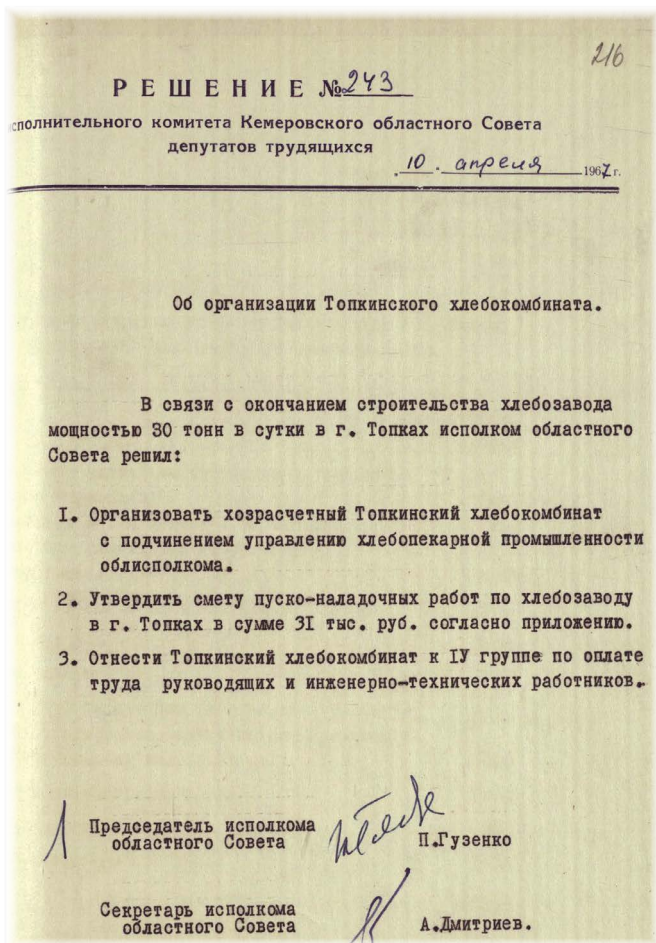 216
РЕШЕНИЕ №243
исполнительного комитета Кемеровского областного Совета
депутатов трудящихся
„10. апреля 1967 г.
Об организации Топкинского хлебокомбината.
В связи с окончанием строительства хлебозавода
мощностью 30 тонн в сутки в г. Топках исполком областного
Совета решил:
I. Организовать хозрасчетный Топкинский хлебокомбинат
с подчинением управлению хлебопекарной промышленности
облисполкома.
2. Утвердить смету пуско-наладочных работ по хлебозаводу
в г. Топках в сумме 3I тыс. руб. согласно приложению.
3. Отнести Топкинский хлебокомбинат к IУ группе по оплате
труда руководящих и инженерно-технических работников.
Председатель исполкома
областного Совета П.Гузенко
Секретарь исполкома
областного Совета А.Дмитриев.